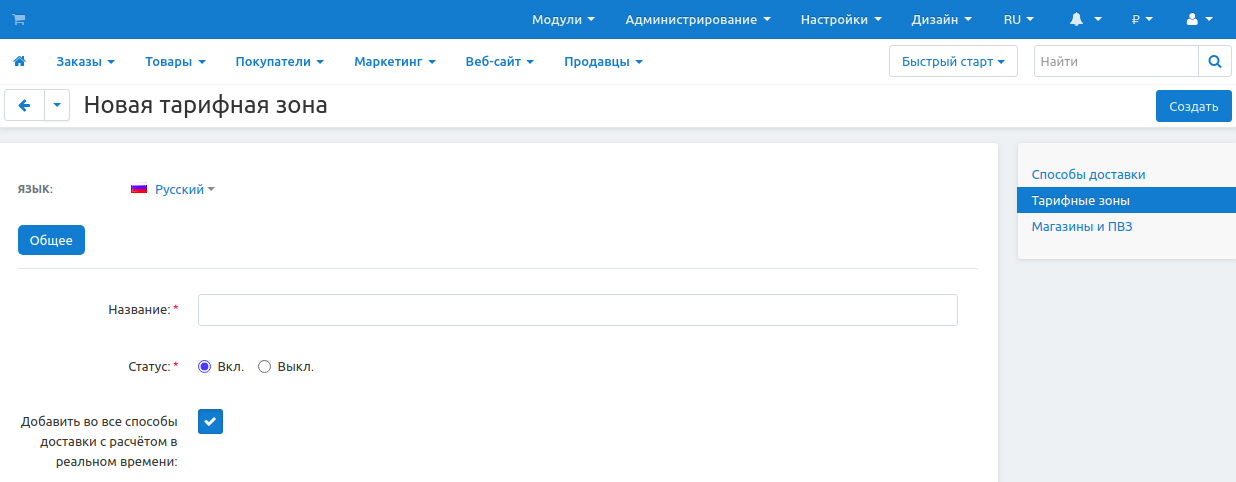 Модули Администрирование Настройки Дизайн RU ₽
Заказы Товары Покупатели Маркетинг Веб-сайт Продавцы Быстрый старт Найти
Новая тарифная зона Создать
ЯЗЫК: Русский
Общее
Название: *
Статус: * Вкл. Выкл.
Добавить во все способы
доставки с расчётом в
реальном времени:
Способы доставки
Тарифные зоны
Магазины и ПВЗ